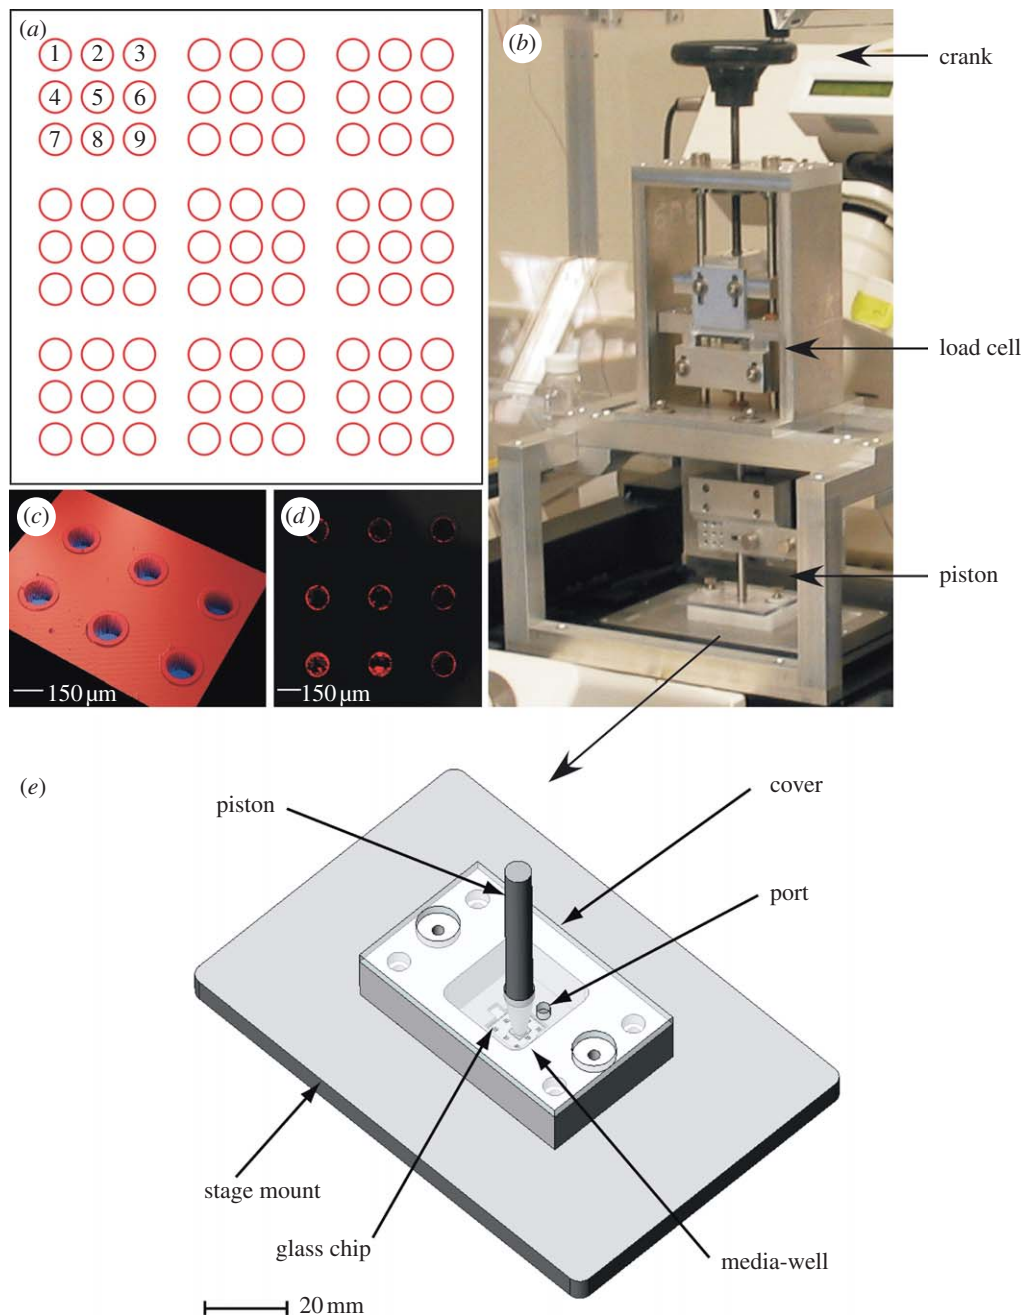 (a)
1 2 3
4 5 6
7 8 9
(b)
crank
load cell
piston
(c)
150 µm
(d)
150 µm
(e)
piston
cover
port
stage mount
glass chip
media-well
20 mm